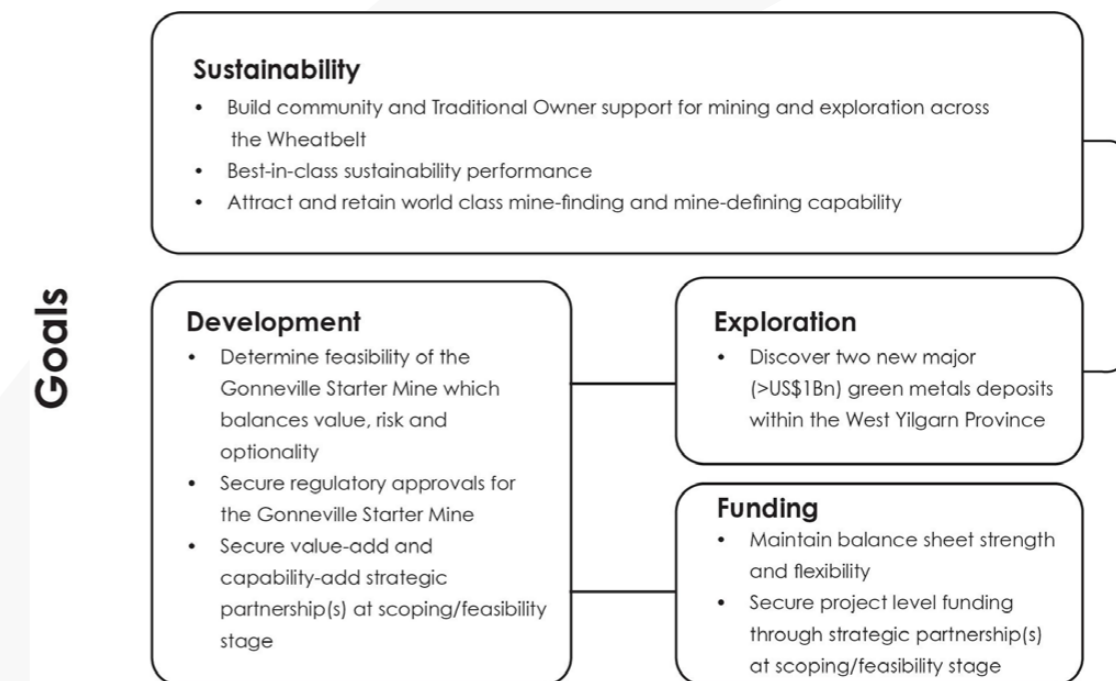 Goals
Sustainability
• Build community and Traditional Owner support for mining and exploration across
the Wheatbelt
• Best-in-class sustainability performance
• Attract and retain world class mine-finding and mine-defining capability
Development
• Determine feasibility of the
Gonneville Starter Mine which
balances value, risk and
optionality
• Secure regulatory approvals for
the Gonneville Starter Mine
• Secure value-add and
capability-add strategic
partnership(s) at scoping/feasibility
stage
Exploration
• Discover two new major
(>US$1Bn) green metals deposits
within the West Yilgarn Province
Funding
• Maintain balance sheet strength
and flexibility
• Secure project level funding
through strategic partnership(s)
at scoping/feasibility stage